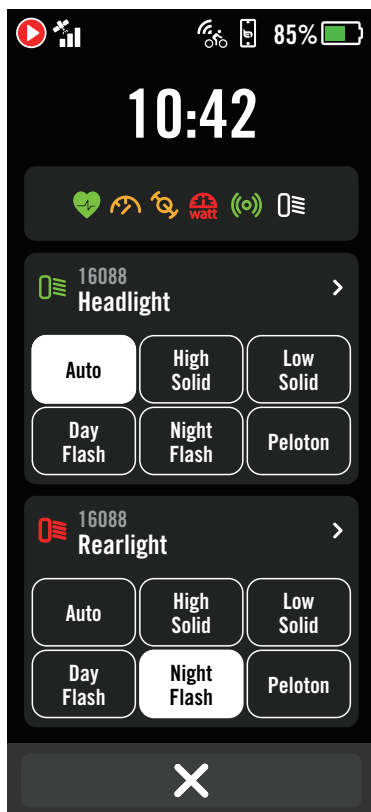 85%
10:42
watt
16088
Headlight
Auto
High
Solid
Low
Solid
Day
Flash
Night
Flash
Peloton
16088
Rearlight
Auto
High
Solid
Low
Solid
Day
Flash
Night
Flash
Peloton